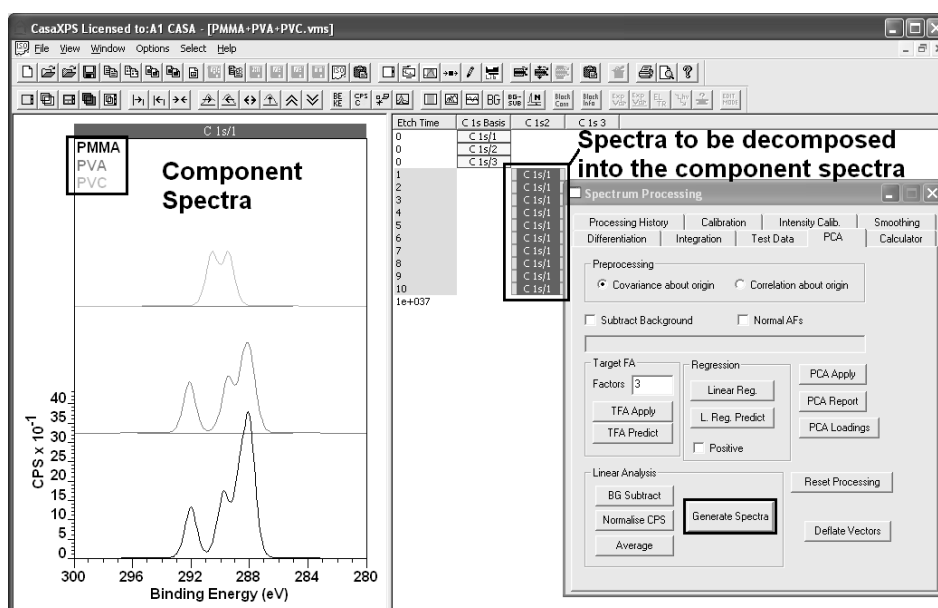 CasaXPS Licensed to:A1 CASA - [PMMA+PVA+PVC.vms]
File View Window Options Select Help
C 1s/1
PMMA
PVA
PVC
Component
Spectra
40
35
30
25
20
15
10
5
0
CPS x 10⁻¹
300 296 292 288 284 280
Binding Energy (eV)
Etch Time C 1s Basis C 1s2 C 1s 3
0 C 1s/1
0 C 1s/2
0 C 1s/3
1 C 1s/1
2 C 1s/1
3 C 1s/1
4 C 1s/1
5 C 1s/1
6 C 1s/1
7 C 1s/1
8 C 1s/1
9 C 1s/1
10 C 1s/1
1e+037
Spectra to be decomposed
into the component spectra
Spectrum Processing
Processing History Calibration Intensity Calib. Smoothing
Differentiation Integration Test Data PCA Calculator
Preprocessing
Covariance about origin Correlation about origin
Subtract Background Normal AFs
Target FA
Factors 3
TFA Apply
TFA Predict
Regression
Linear Reg.
L. Reg. Predict
Positive
PCA Apply
PCA Report
PCA Loadings
Linear Analysis
BG Subtract
Normalise CPS
Average
Generate Spectra
Reset Processing
Deflate Vectors